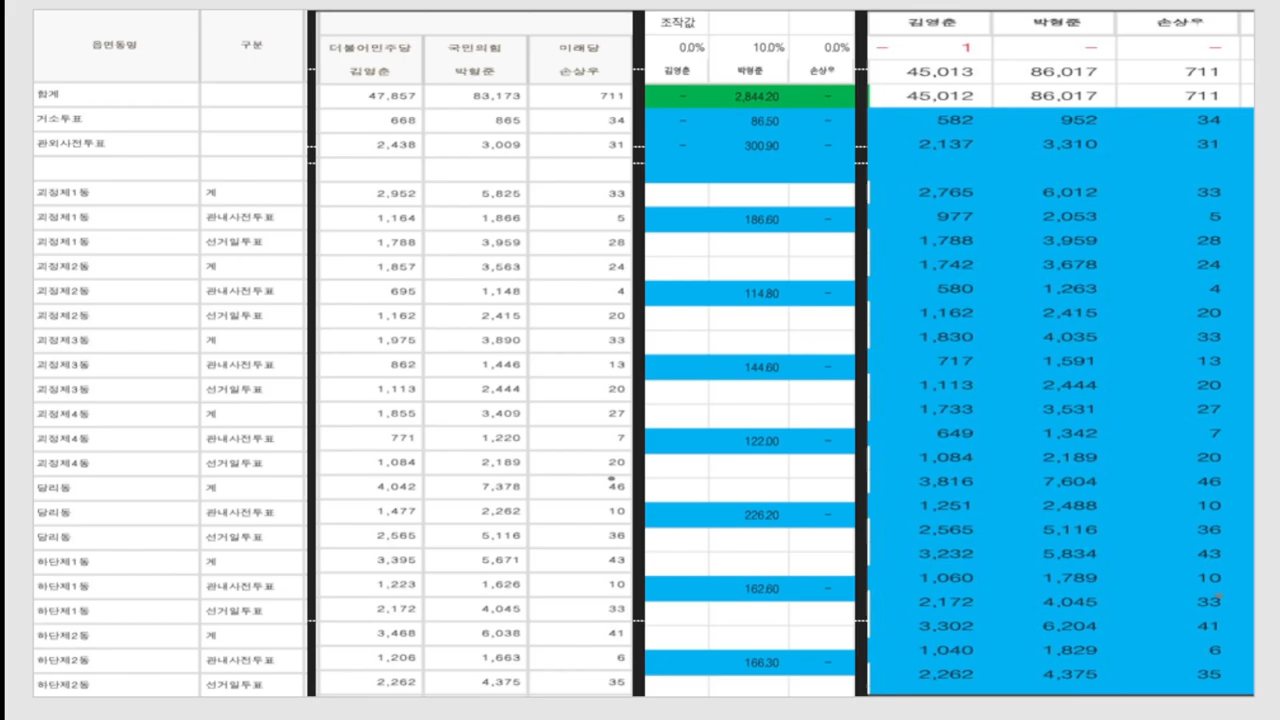 조작값 김영춘 박형준 손상우
읍면동명 구분 더불어민주당 국민의힘 미래당 0.0% 10.0% 0.0% − 1 − −
김영춘 박형준 손상우 김영춘 박형준 손상우 45,013 86,017 711
합계 47,857 83,173 711 − 2,844.20 − 45,012 86,017 711
거소투표 668 865 34 − 86.50 − 582 952 34
관외사전투표 2,438 3,009 31 − 300.90 − 2,137 3,310 31
괴정제1동 계 2,952 5,825 33 2,765 6,012 33
괴정제1동 관내사전투표 1,164 1,866 5 186.60 − 977 2,053 5
괴정제1동 선거일투표 1,788 3,959 28 1,788 3,959 28
괴정제2동 계 1,857 3,563 24 1,742 3,678 24
괴정제2동 관내사전투표 695 1,148 4 114.80 − 580 1,263 4
괴정제2동 선거일투표 1,162 2,415 20 1,162 2,415 20
괴정제3동 계 1,975 3,890 33 1,830 4,035 33
괴정제3동 관내사전투표 862 1,446 13 144.60 − 717 1,591 13
괴정제3동 선거일투표 1,113 2,444 20 1,113 2,444 20
괴정제4동 계 1,855 3,409 27 1,733 3,531 27
괴정제4동 관내사전투표 771 1,220 7 122.00 − 649 1,342 7
괴정제4동 선거일투표 1,084 2,189 20 1,084 2,189 20
당리동 계 4,042 7,378 46 3,816 7,604 46
당리동 관내사전투표 1,477 2,262 10 226.20 − 1,251 2,488 10
당리동 선거일투표 2,565 5,116 36 2,565 5,116 36
하단제1동 계 3,395 5,671 43 3,232 5,834 43
하단제1동 관내사전투표 1,223 1,626 10 162.60 − 1,060 1,789 10
하단제1동 선거일투표 2,172 4,045 33 2,172 4,045 33
하단제2동 계 3,468 6,038 41 3,302 6,204 41
하단제2동 관내사전투표 1,206 1,663 6 166.30 − 1,040 1,829 6
하단제2동 선거일투표 2,262 4,375 35 2,262 4,375 35